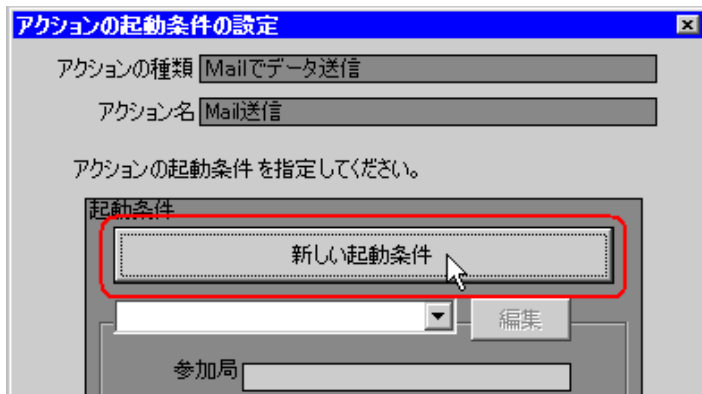 アクションの起動条件の設定
アクションの種類 Mailでデータ送信
アクション名 Mail送信
アクションの起動条件を指定してください。
起動条件
新しい起動条件
編集
参加局